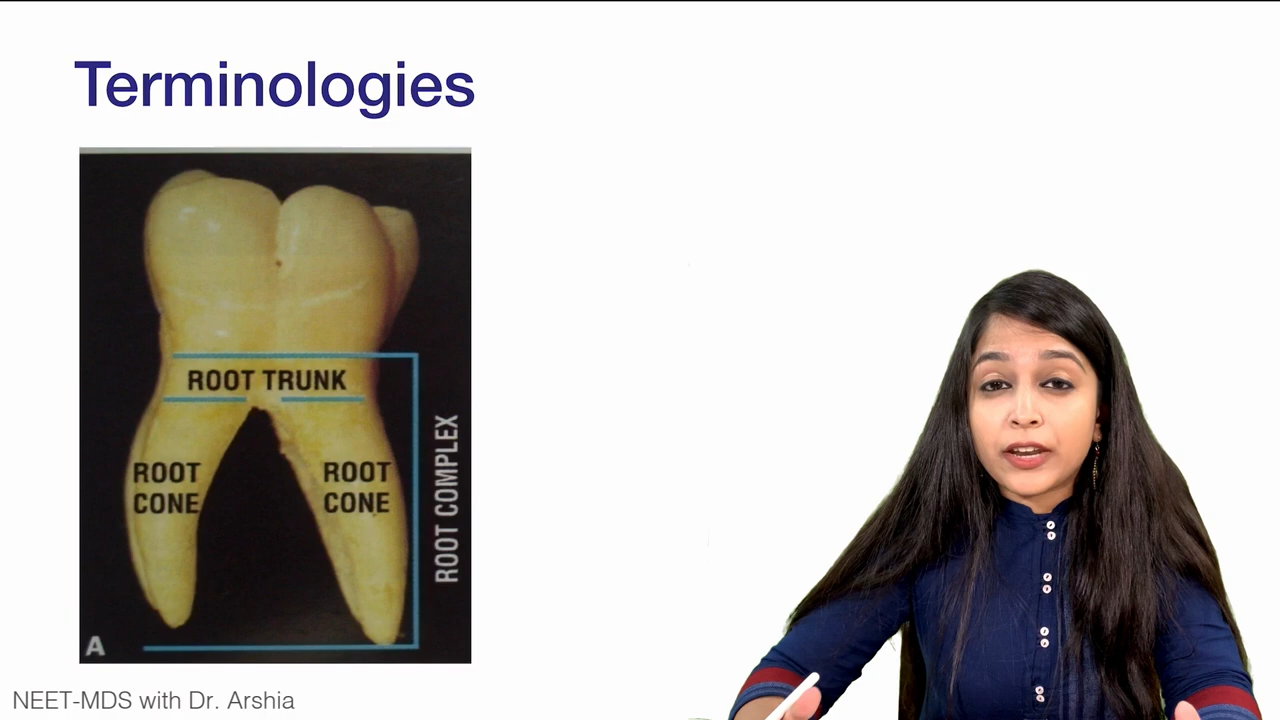 Terminologies
ROOT TRUNK
ROOT
CONE
ROOT
CONE
ROOT COMPLEX
A
NEET-MDS with Dr. Arshia